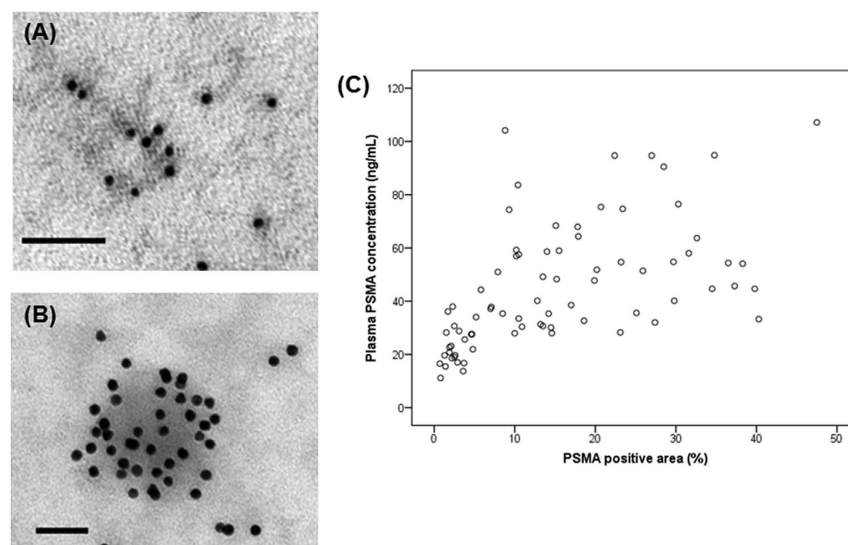 (A)
(B)
(C)
Plasma PSMA concentration (ng/mL)
120
100
80
60
40
20
0
0 10 20 30 40 50
PSMA positive area (%)